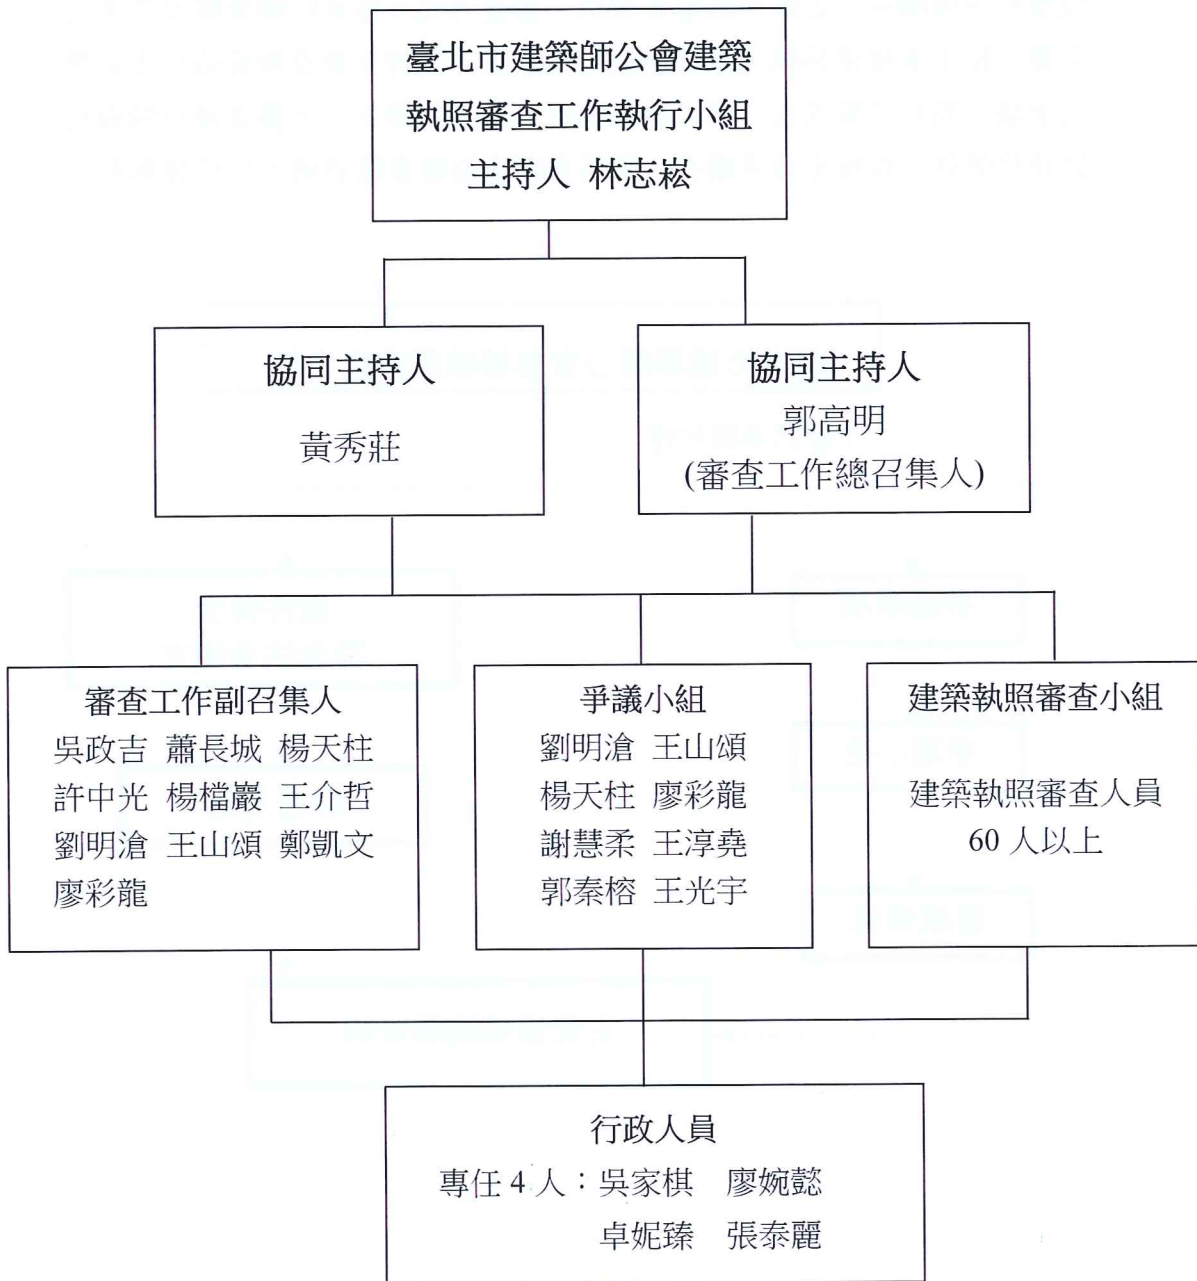 臺北市建築師公會建築
執照審查工作執行小組
主持人 林志崧
協同主持人
黃秀莊
協同主持人
郭高明
(審查工作總召集人)
審查工作副召集人
吳政吉 蕭長城 楊天柱
許中光 楊檔巖 王介哲
劉明滄 王山頌 鄭凱文
廖彩龍
爭議小組
劉明滄 王山頌
楊天柱 廖彩龍
謝慧柔 王淳堯
郭秦榕 王光宇
建築執照審查小組
建築執照審查人員
60 人以上
行政人員
專任 4 人：吳家棋 廖婉懿
卓妮臻 張泰麗